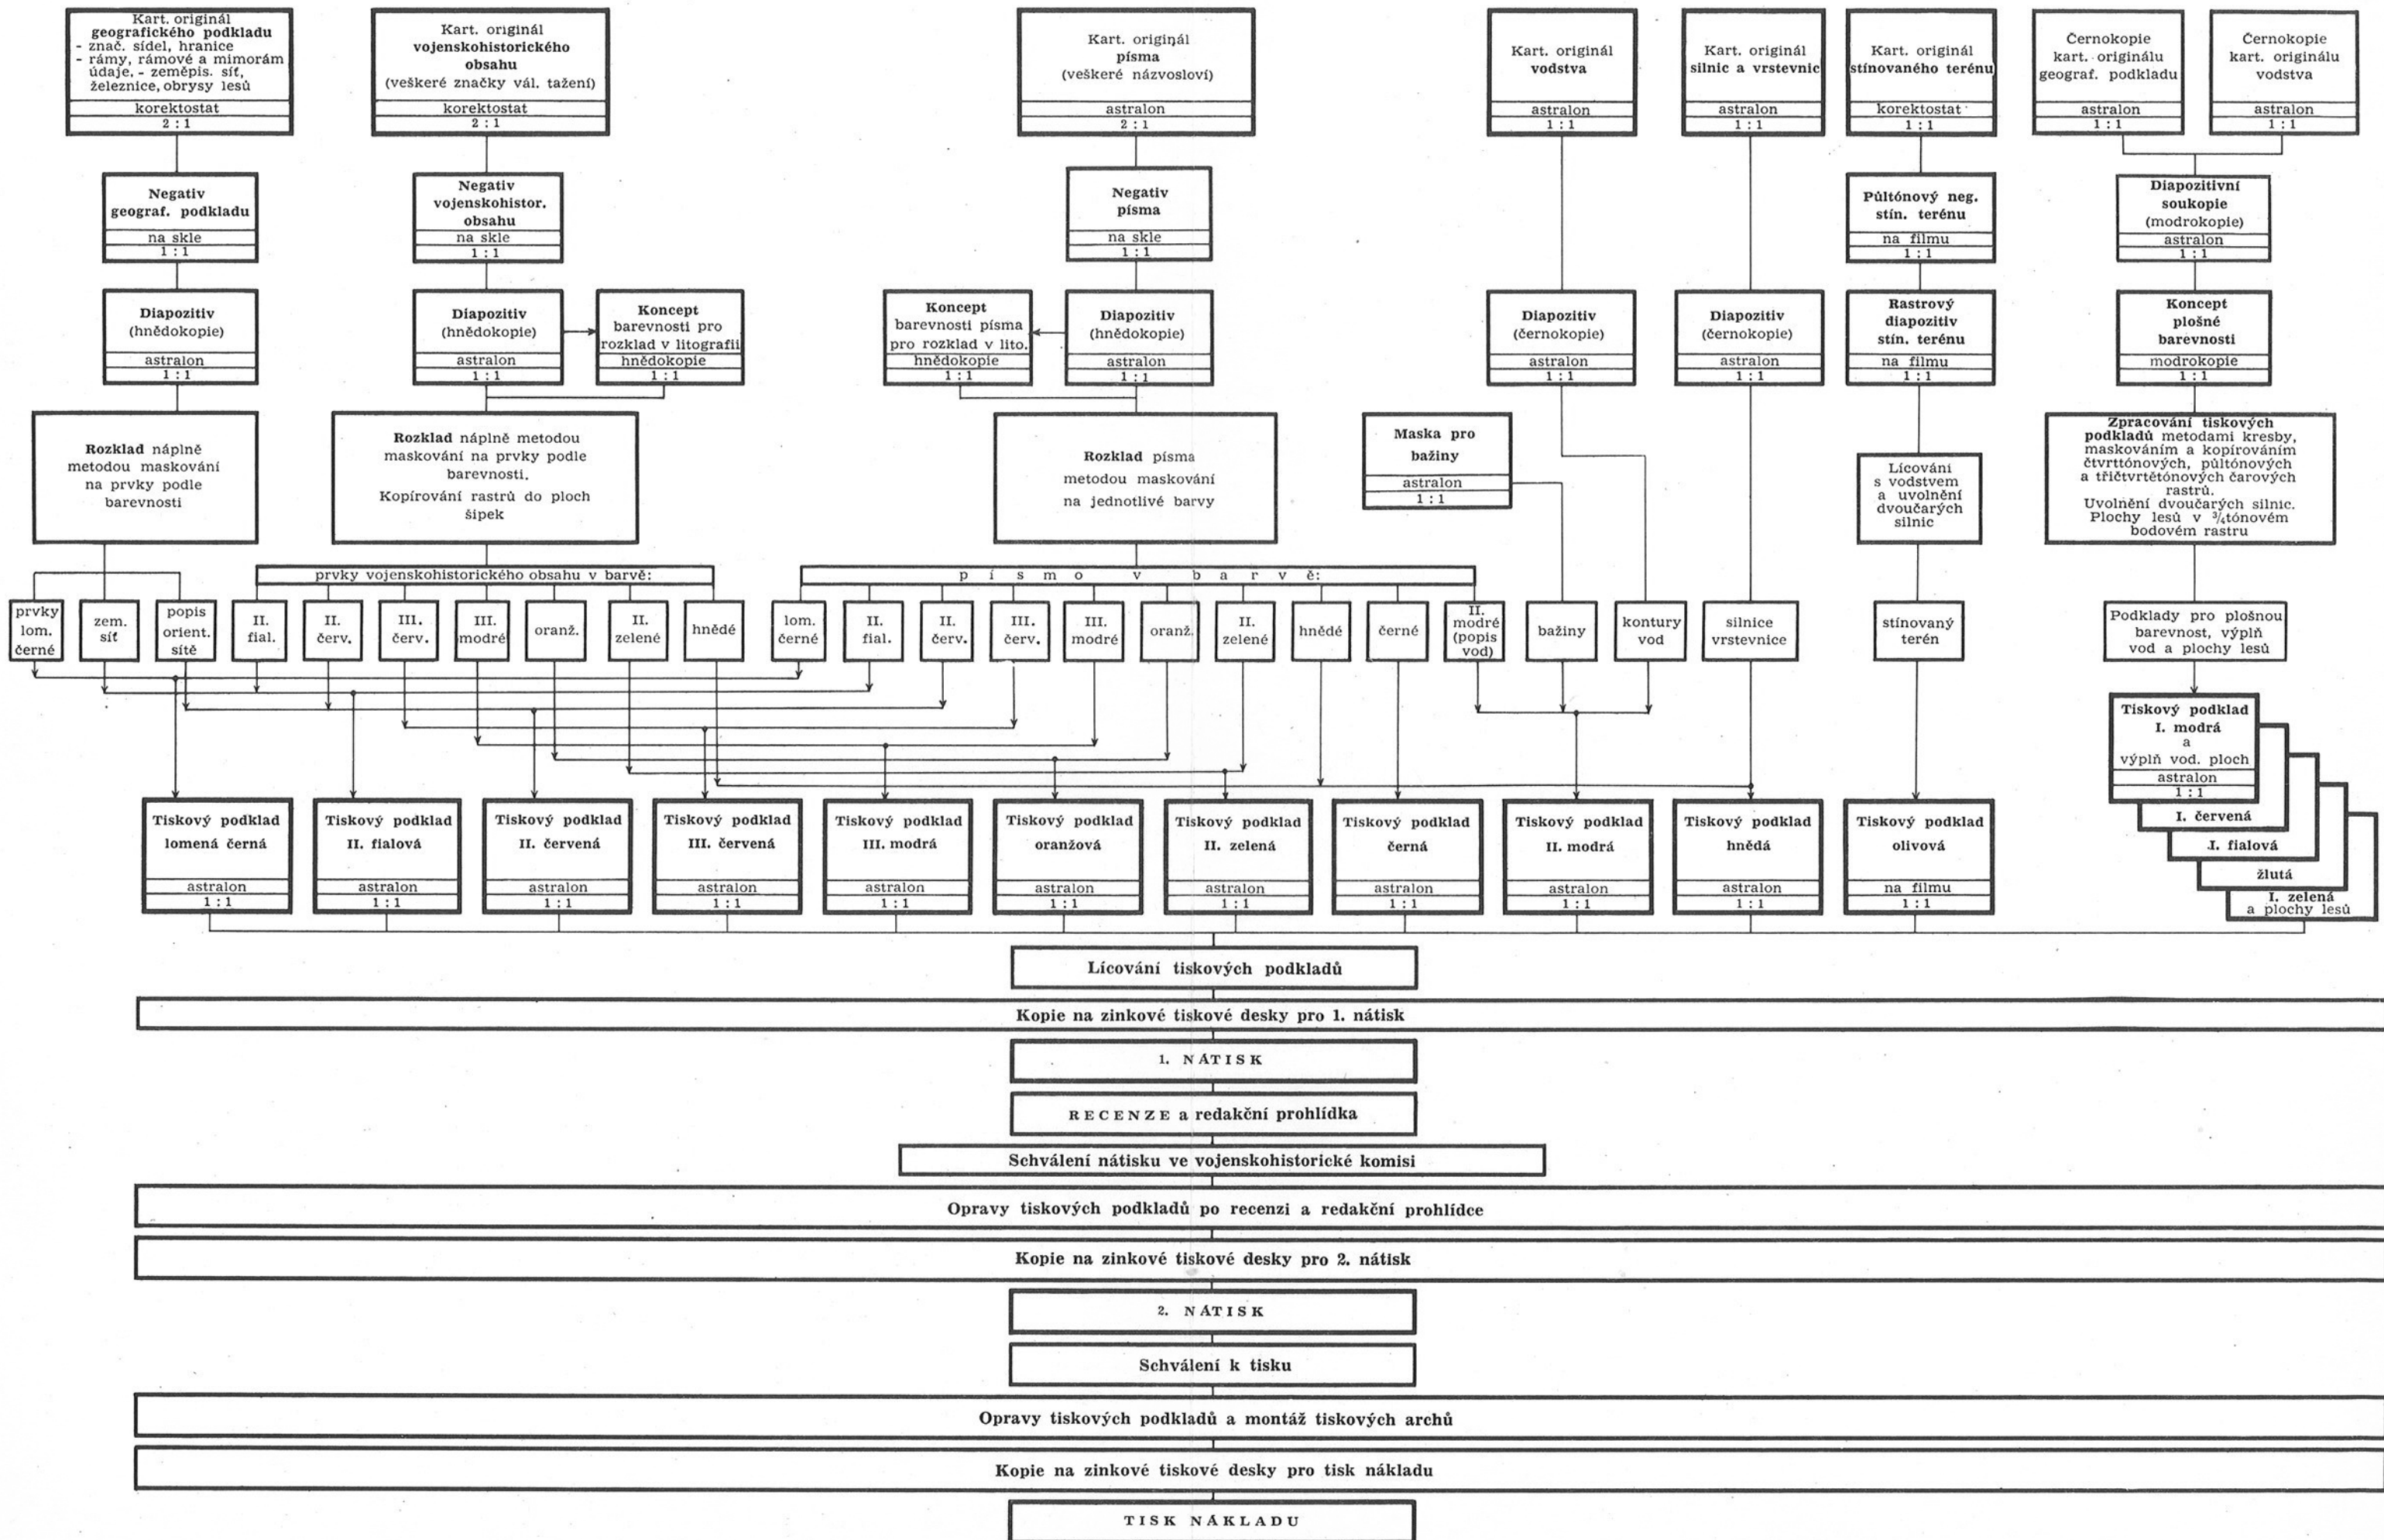 Kart. originál
geografického podkladu
- znač. sídel, hranice
- rámy, rámové a mimorám
údaje. - zeměpis. síť,
železnice, obrysy lesů
korektostat
2 : 1
Kart. originál
vojenskohistorického
obsahu
(veškeré značky vál. tažení)
korektostat
2 : 1
Kart. originál
písma
(veškeré názvosloví)
astralon
2 : 1
Kart. originál
vodstva
astralon
1 : 1
Kart. originál
silnic a vrstevnic
astralon
1 : 1
Kart. originál
stínovaného terénu
korektostat
1 : 1
Černokopie
kart. originálu
geograf. podkladu
astralon
1 : 1
Černokopie
kart. originálu
vodstva
astralon
1 : 1
Negativ
geograf. podkladu
na skle
1 : 1
Negativ
vojenskohistor.
obsahu
na skle
1 : 1
Negativ
písma
na skle
1 : 1
Půltónový neg.
stín. terénu
na filmu
1 : 1
Diapozitivní
soukopie
(modrokopie)
astralon
1 : 1
Diapozitiv
(hnědokopie)
astralon
1 : 1
Diapozitiv
(hnědokopie)
astralon
1 : 1
Koncept
barevnosti pro
rozklad v litografii
hnědokopie
1 : 1
Koncept
barevnosti písma
pro rozklad v lito.
hnědokopie
1 : 1
Diapozitiv
(hnědokopie)
astralon
1 : 1
Diapozitiv
(černokopie)
astralon
1 : 1
Diapozitiv
(černokopie)
astralon
1 : 1
Rastrový
diapozitiv
stín. terénu
na filmu
1 : 1
Koncept
plošné
barevnosti
modrokopie
1 : 1
Rozklad náplně
metodou maskování
na prvky podle
barevnosti
Rozklad náplně metodou
maskování na prvky podle
barevnosti.
Kopírování rastrů do ploch
šipek
Rozklad písma
metodou maskování
na jednotlivé barvy
Maska pro
bažiny
astralon
1 : 1
Lícování
s vodstvem
a uvolnění
dvoučarých
silnic
Zpracování tiskových
podkladů metodami kresby,
maskováním a kopírováním
čtvrttónových, půltónových
a tříčtvrtětónových čarových
rastrů.
Uvolnění dvoučarých silnic.
Plochy lesů v ¾tónovém
bodovém rastru
prvky vojenskohistorického obsahu v barvě:
písmo v barvě:
prvky
lom.
černé
zem.
síť
popis
orient.
sítě
II.
fial.
II.
červ.
III.
červ.
III.
modré
oranž.
II.
zelené
hnědé
lom.
černé
II.
fial.
II.
červ.
III.
červ.
III.
modré
oranž.
II.
zelené
hnědé
černé
II.
modré
(popis
vod)
bažiny
kontury
vod
silnice
vrstevnice
stínovaný
terén
Podklady pro plošnou
barevnost, výplň
vod a plochy lesů
Tiskový podklad
I. modrá
a
výplň vod. ploch
astralon
1 : 1
I. červená
I. fialová
žlutá
I. zelená
a plochy lesů
Tiskový podklad
lomená černá
astralon
1 : 1
Tiskový podklad
II. fialová
astralon
1 : 1
Tiskový podklad
II. červená
astralon
1 : 1
Tiskový podklad
III. červená
astralon
1 : 1
Tiskový podklad
III. modrá
astralon
1 : 1
Tiskový podklad
oranžová
astralon
1 : 1
Tiskový podklad
II. zelená
astralon
1 : 1
Tiskový podklad
černá
astralon
1 : 1
Tiskový podklad
II. modrá
astralon
1 : 1
Tiskový podklad
hnědá
astralon
1 : 1
Tiskový podklad
olivová
na filmu
1 : 1
Lícování tiskových podkladů
Kopie na zinkové tiskové desky pro 1. nátisk
1. NÁTISK
RECENZE a redakční prohlídka
Schválení nátisku ve vojenskohistorické komisi
Opravy tiskových podkladů po recenzi a redakční prohlídce
Kopie na zinkové tiskové desky pro 2. nátisk
2. NÁTISK
Schválení k tisku
Opravy tiskových podkladů a montáž tiskových archů
Kopie na zinkové tiskové desky pro tisk nákladu
TISK NÁKLADU